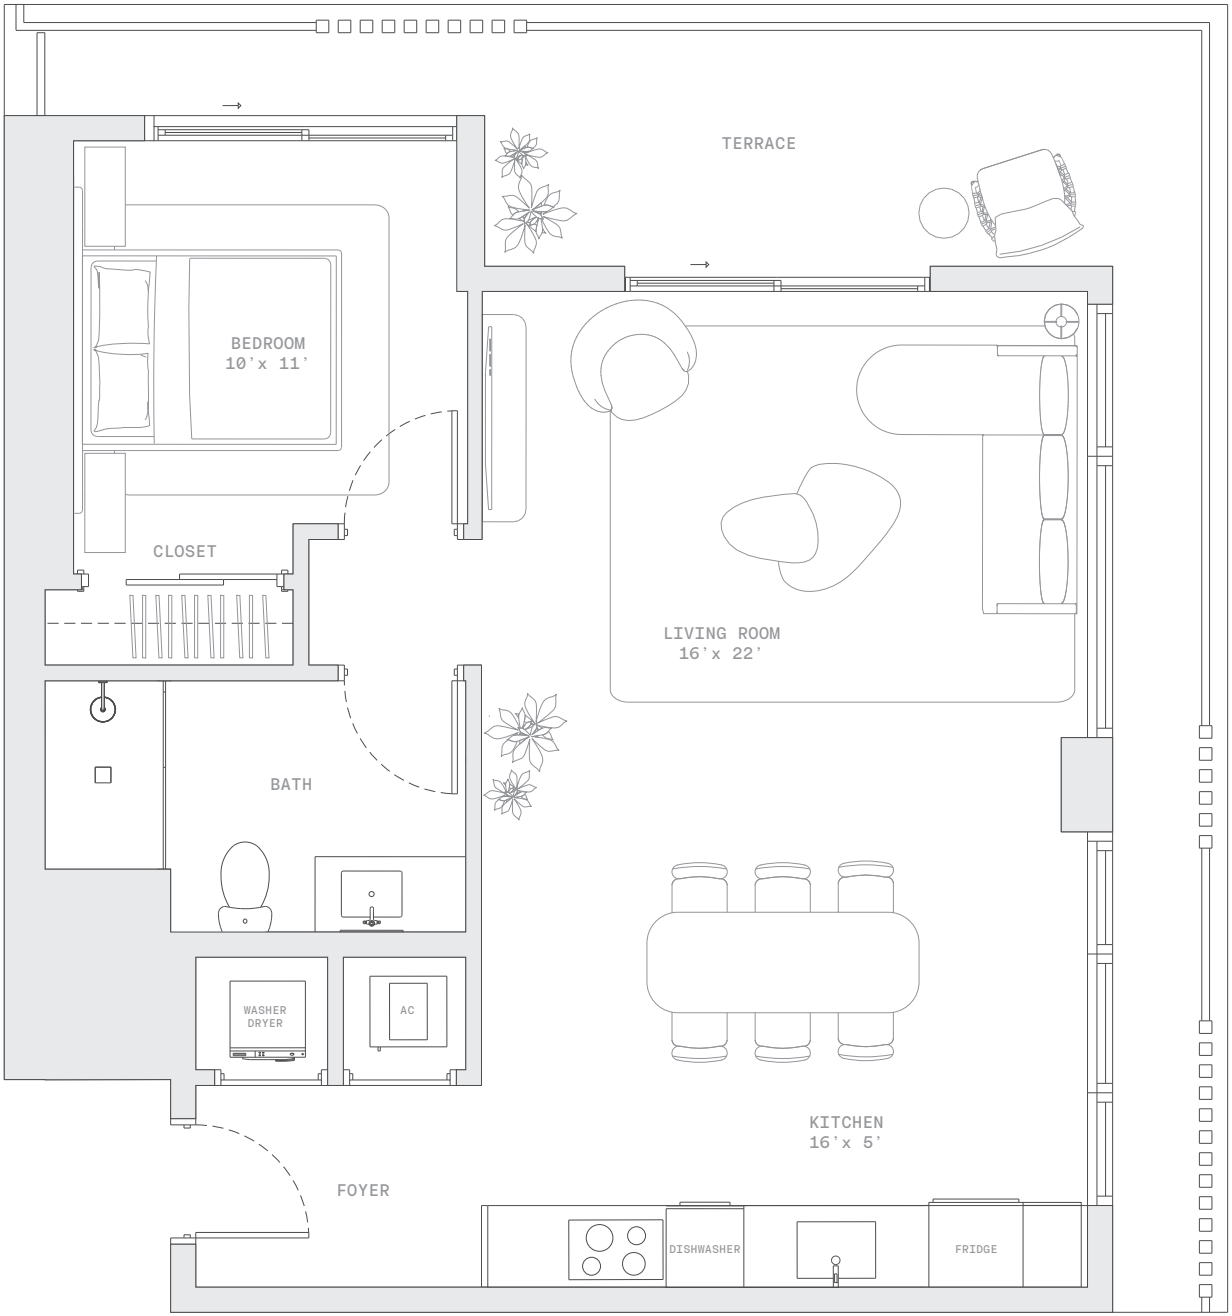 TERRACE
BEDROOM
10'x 11'
CLOSET
LIVING ROOM
16'x 22'
BATH
WASHER
DRYER
AC
KITCHEN
16'x 5'
FOYER
DISHWASHER
FRIDGE